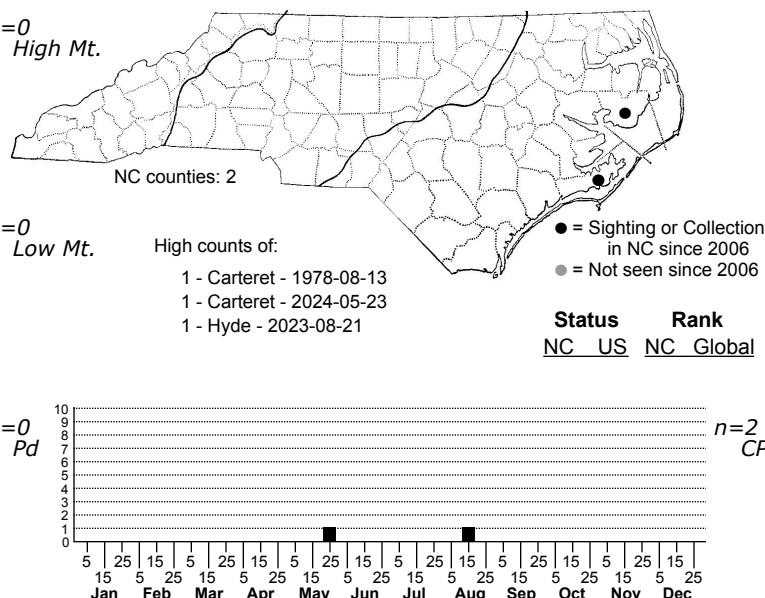 =0
High Mt.
NC counties: 2
=0
Low Mt.
High counts of:
1 - Carteret - 1978-08-13
1 - Carteret - 2024-05-23
1 - Hyde - 2023-08-21
= Sighting or Collection
in NC since 2006
= Not seen since 2006
Status Rank
NC US NC Global
=0
Pd
n=2
CP
10
9
8
7
6
5
4
3
2
1
0
5 25 15 5 25 15 5 25 15 5 25 15 5 25 15 5 25 15
15 5 25 15 5 25 15 5 25 15 5 25 15 5 25 15 5 25
Jan Feb Mar Apr May Jun Jul Aug Sep Oct Nov Dec